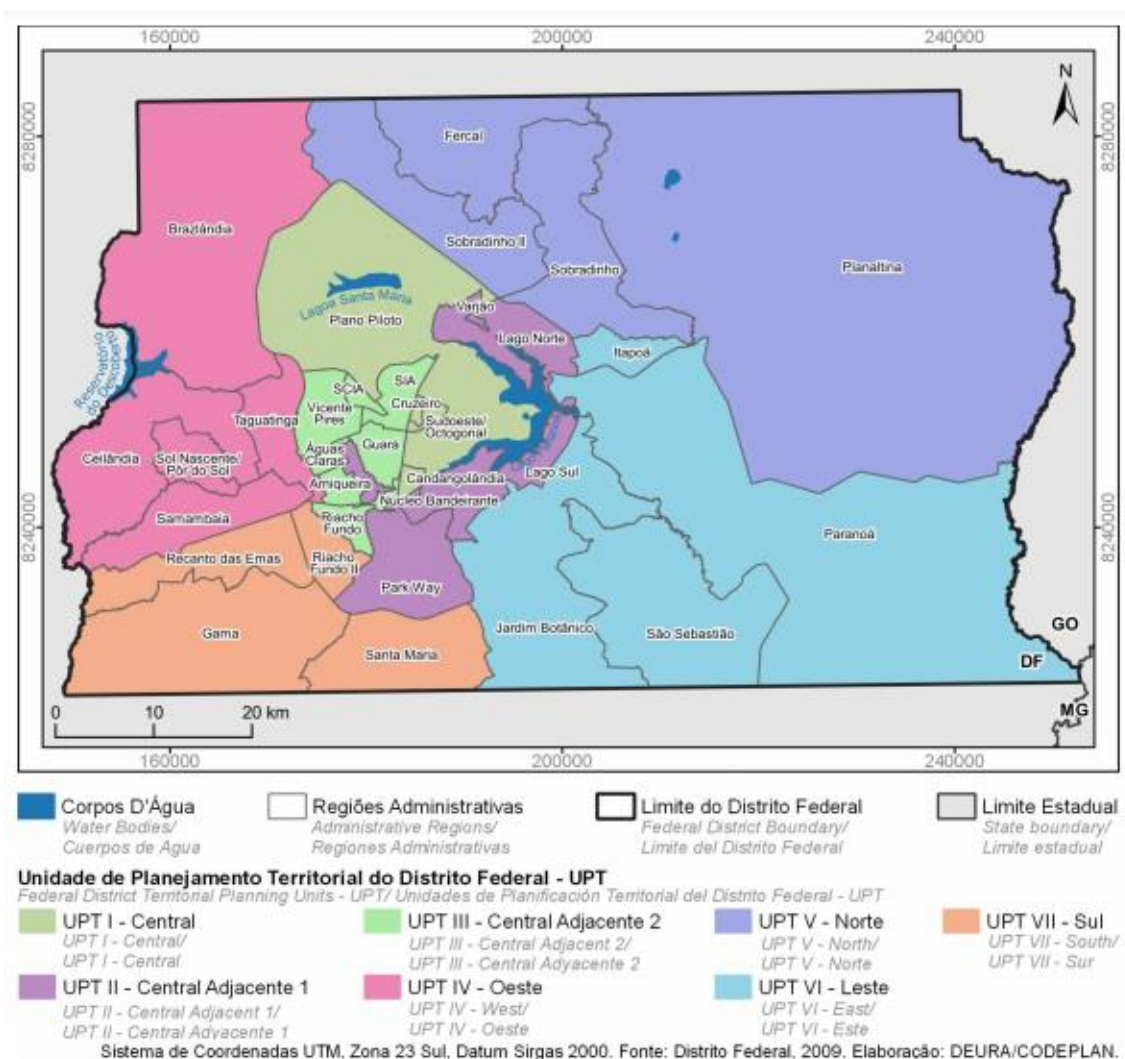 160000
200000
240000
N
8280000
8280000
Fercal
Brazlândia
Sobradinho II
Sobradinho
Planaltina
Lagoa Santa Maria
Plano Piloto
Varjão
Lago Norte
Reservatório
do Descoberto
Itapoã
SCIA
SIA
Cruzeiro
Vicente
Pires
Taguatinga
Sudoeste/
Octogonal
Guará
Águas
Claras
Ceilândia
Sol Nascente/
Pôr do Sol
Lago Sul
Candangolândia
Arniqueira
Núcleo Bandeirante
Samambaia
Riacho
Fundo
8240000
8240000
Paranoá
Recanto das Emas
Riacho
Fundo II
Park Way
Gama
Santa Maria
Jardim Botânico
São Sebastião
GO
DF
MG
0 10 20 km
160000
200000
240000
Corpos D'Água
Water Bodies/
Cuerpos de Agua
Regiões Administrativas
Administrative Regions/
Regiones Administrativas
Limite do Distrito Federal
Federal District Boundary/
Limite del Distrito Federal
Limite Estadual
State boundary/
Limite estadual
Unidade de Planejamento Territorial do Distrito Federal - UPT
Federal District Territorial Planning Units - UPT/ Unidades de Planificación Territorial del Distrito Federal - UPT
UPT I - Central
UPT I - Central/
UPT I - Central
UPT III - Central Adjacente 2
UPT III - Central Adjacent 2/
UPT III - Central Adyacente 2
UPT V - Norte
UPT V - North/
UPT V - Norte
UPT VII - Sul
UPT VII - South/
UPT VII - Sur
UPT II - Central Adjacente 1
UPT II - Central Adjacent 1/
UPT II - Central Adyacente 1
UPT IV - Oeste
UPT IV - West/
UPT IV - Oeste
UPT VI - Leste
UPT VI - East/
UPT VI - Este
Sistema de Coordenadas UTM, Zona 23 Sul, Datum Sirgas 2000. Fonte: Distrito Federal, 2009. Elaboração: DEURA/CODEPLAN.